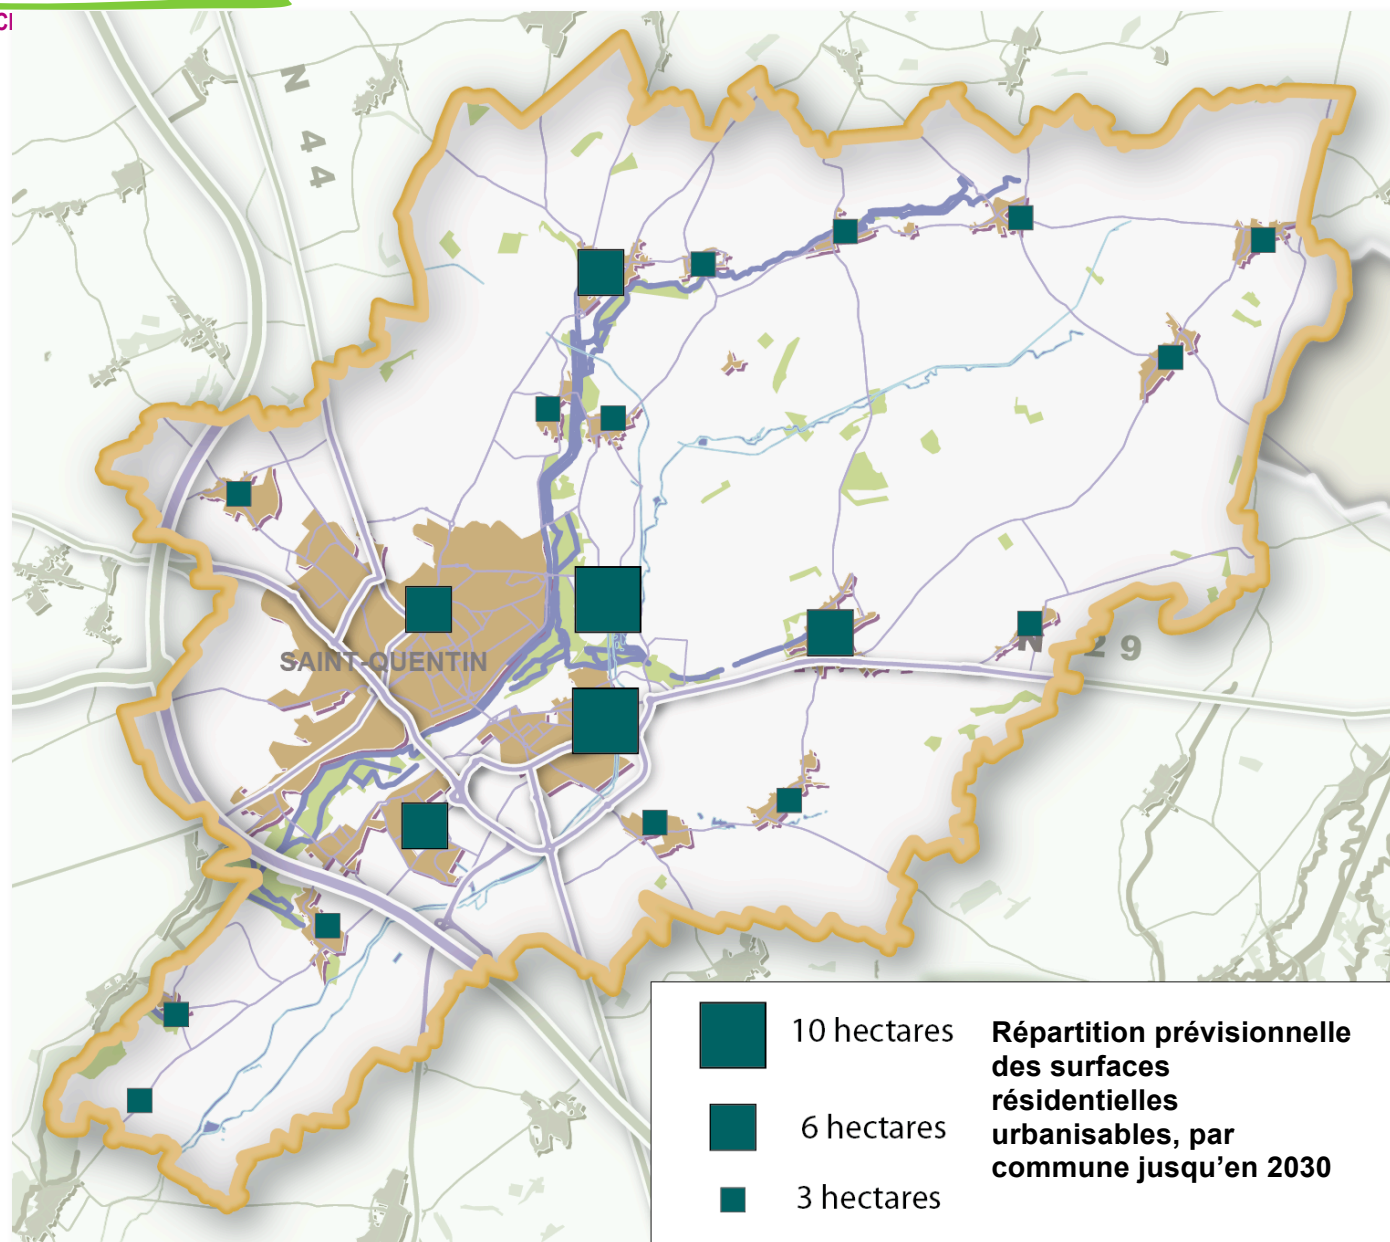 CI
N 44
SAINT-QUENTIN
N 29
10 hectares
6 hectares
3 hectares
Répartition prévisionnelle
des surfaces
résidentielles
urbanisables, par
commune jusqu’en 2030